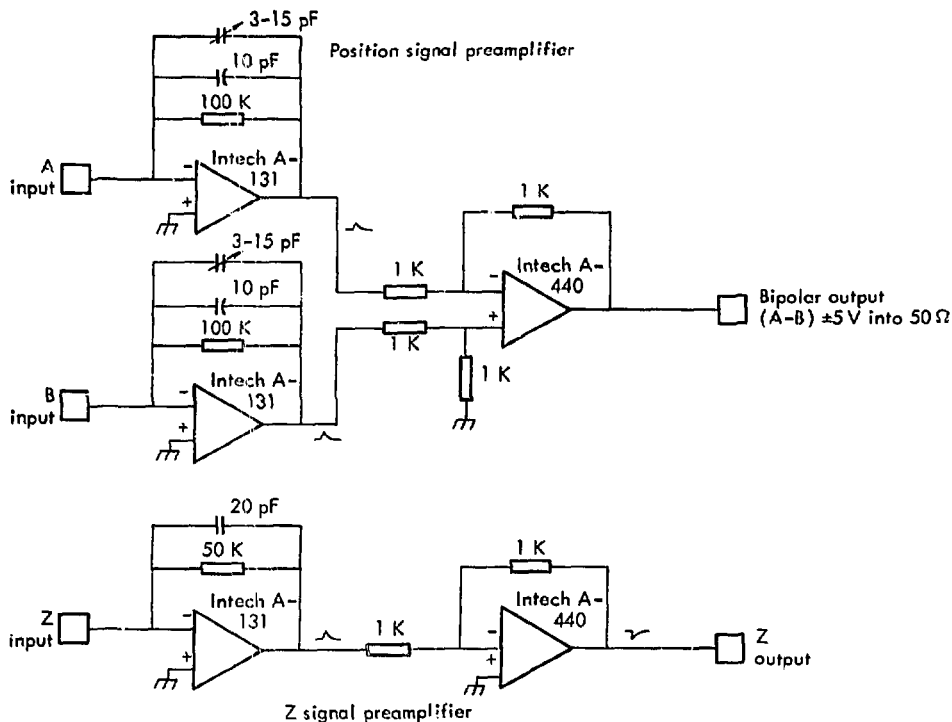 3-15 pF
Position signal preamplifier
10 pF
100 K
A
input
-
Intech A-
131
+
3-15 pF
10 pF
100 K
B
input
-
Intech A-
131
+
1 K
1 K
1 K
-
Intech A-
440
+
1 K
Bipolar output
(A-B) ±5 V into 50 Ω
20 pF
50 K
Z
input
-
Intech A-
131
+
1 K
1 K
-
Intech A-
440
+
Z
output
Z signal preamplifier